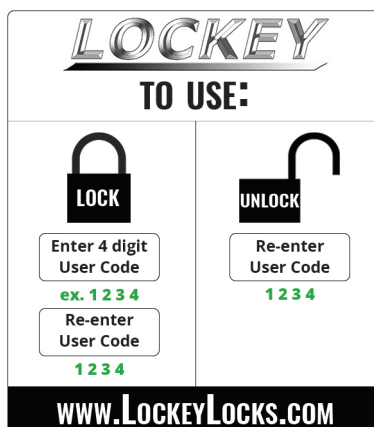 LOCKEY
TO USE:
LOCK
Enter 4 digit
User Code
ex. 1 2 3 4
Re-enter
User Code
1 2 3 4
UNLOCK
Re-enter
User Code
1 2 3 4
WWW.LOCKEYLOCKS.COM